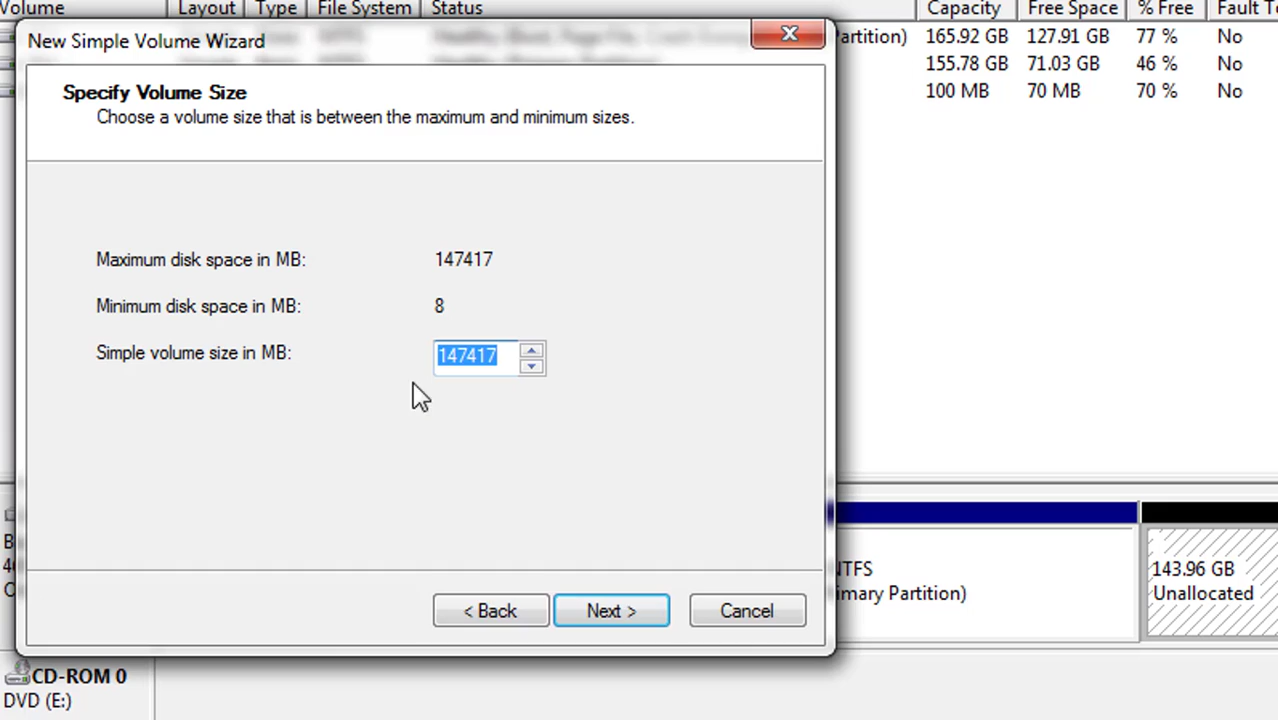 Volume Layout Type File System Status Capacity Free Space % Free Fault
New Simple Volume Wizard
artition) 165.92 GB 127.91 GB 77 % No
155.78 GB 71.03 GB 46 % No
100 MB 70 MB 70 % No
Specify Volume Size
Choose a volume size that is between the maximum and minimum sizes.
Maximum disk space in MB: 147417
Minimum disk space in MB: 8
Simple volume size in MB: 147417
NTFS
imary Partition)
143.96 GB
Unallocated
< Back Next > Cancel
CD-ROM 0
DVD (E:)